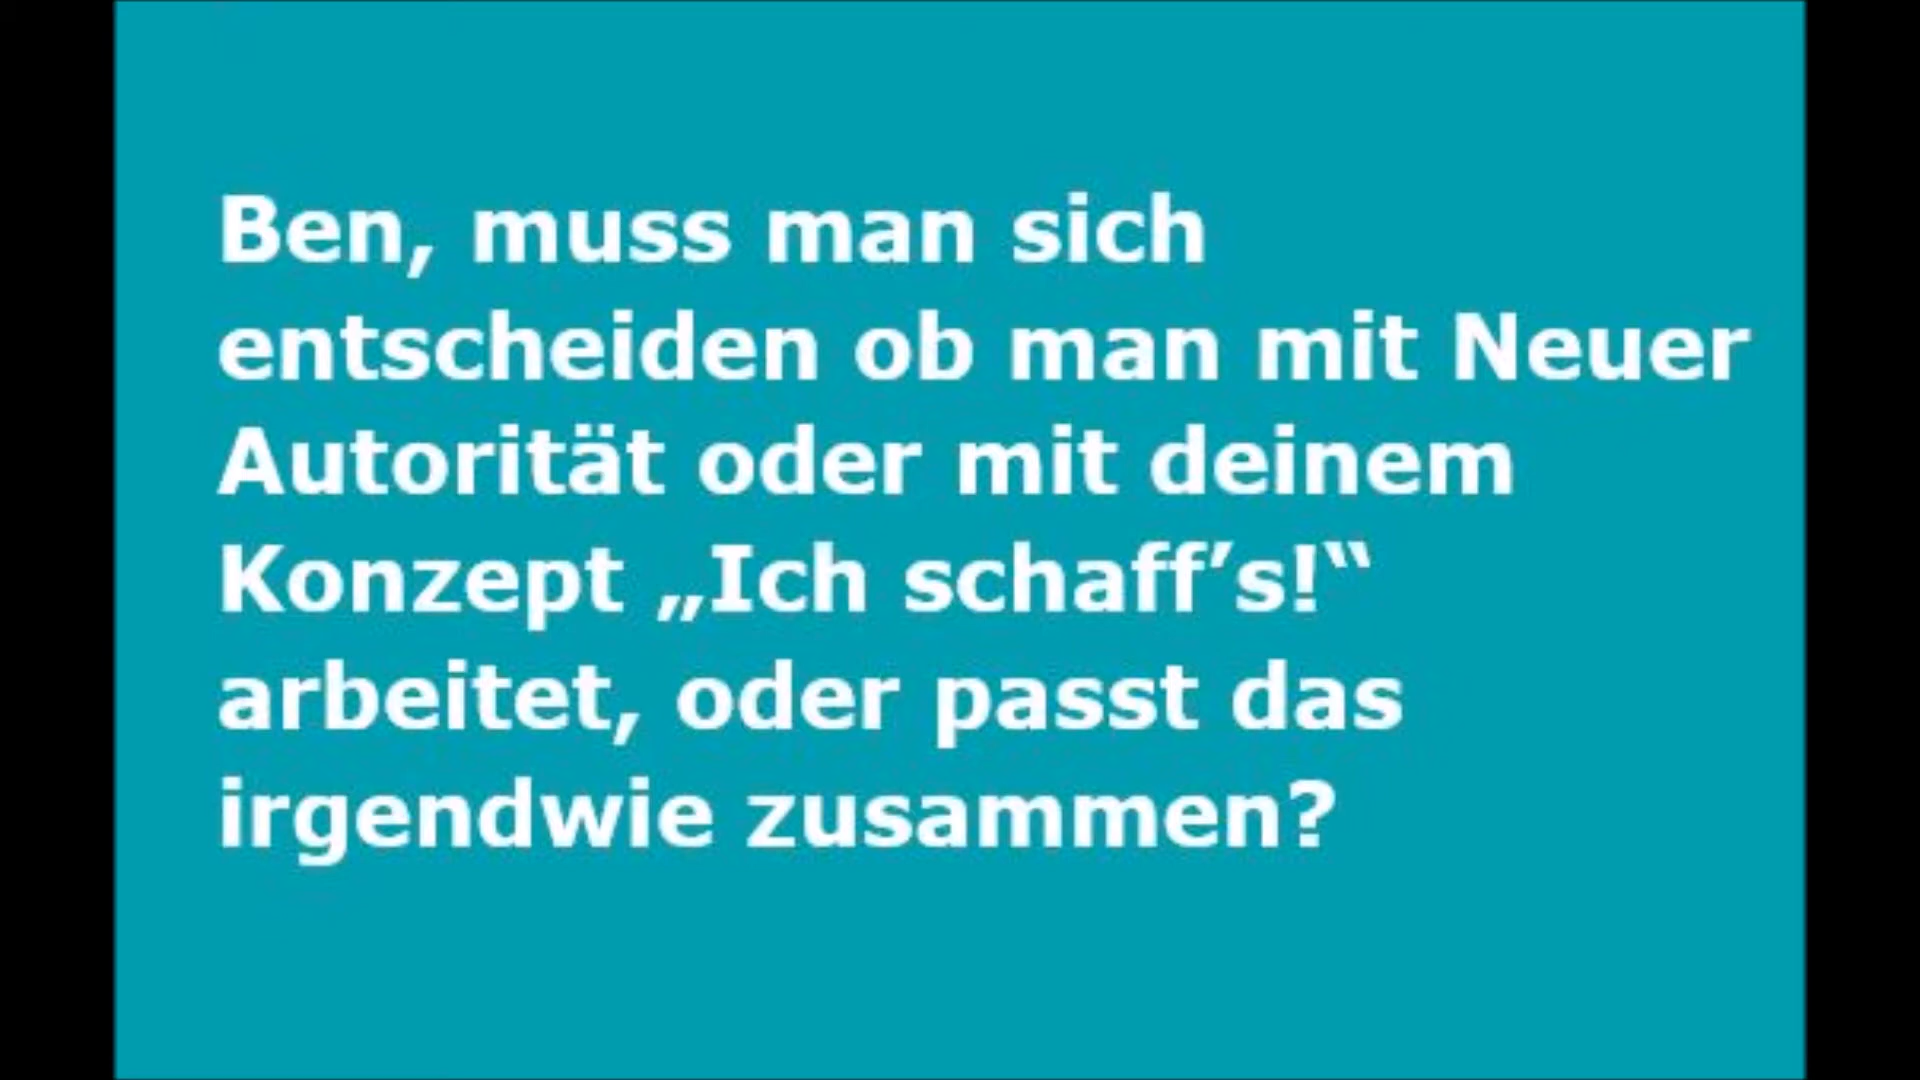 Ben, muss man sich
entscheiden ob man mit Neuer
Autorität oder mit deinem
Konzept „Ich schaff’s!“
arbeitet, oder passt das
irgendwie zusammen?